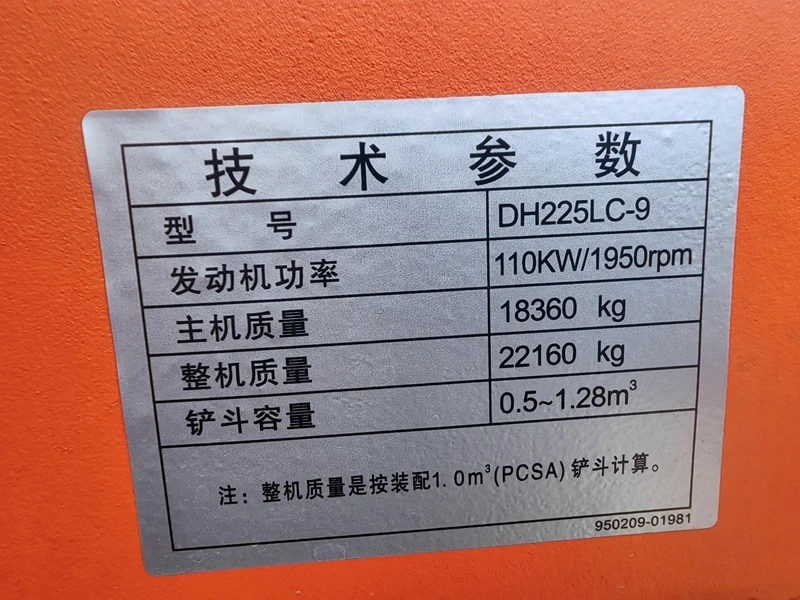 技术参数
型号 DH225LC-9
发动机功率 110KW/1950rpm
主机质量 18360 kg
整机质量 22160 kg
铲斗容量 0.5~1.28m³
注：整机质量是按装配1.0m³(PCSA)铲斗计算。
950209-01981